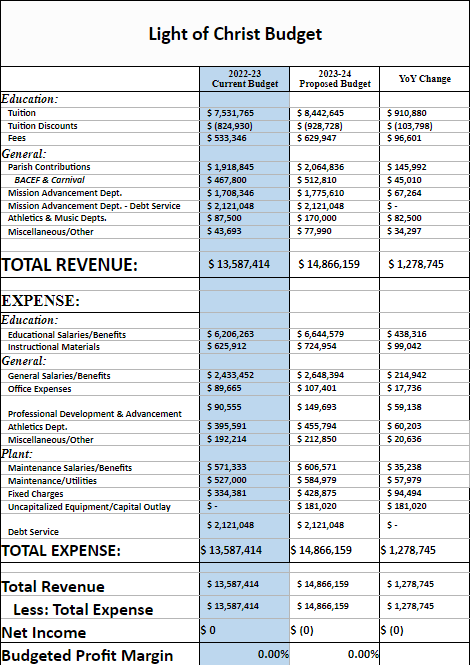 Light of Christ Budget
2022-23 Current Budget 2023-24 Proposed Budget YoY Change
Education:
Tuition $ 7,531,765 $ 8,442,645 $ 910,880
Tuition Discounts $ (824,930) $ (928,728) $ (103,798)
Fees $ 533,346 $ 629,947 $ 96,601
General:
Parish Contributions $ 1,918,845 $ 2,064,836 $ 145,992
BACEF & Carnival $ 467,800 $ 512,810 $ 45,010
Mission Advancement Dept. $ 1,708,346 $ 1,775,610 $ 67,264
Mission Advancement Dept. - Debt Service $ 2,121,048 $ 2,121,048 $ -
Athletics & Music Depts. $ 87,500 $ 170,000 $ 82,500
Miscellaneous/Other $ 43,693 $ 77,990 $ 34,297
TOTAL REVENUE: $ 13,587,414 $ 14,866,159 $ 1,278,745
EXPENSE:
Education:
Educational Salaries/Benefits $ 6,206,263 $ 6,644,579 $ 438,316
Instructional Materials $ 625,912 $ 724,954 $ 99,042
General:
General Salaries/Benefits $ 2,433,452 $ 2,648,394 $ 214,942
Office Expenses $ 89,665 $ 107,401 $ 17,736
Professional Development & Advancement $ 90,555 $ 149,693 $ 59,138
Athletics Dept. $ 395,591 $ 455,794 $ 60,203
Miscellaneous/Other $ 192,214 $ 212,850 $ 20,636
Plant:
Maintenance Salaries/Benefits $ 571,333 $ 606,571 $ 35,238
Maintenance/Utilities $ 527,000 $ 584,979 $ 57,979
Fixed Charges $ 334,381 $ 428,875 $ 94,494
Uncapitalized Equipment/Capital Outlay $ - $ 181,020 $ 181,020
Debt Service $ 2,121,048 $ 2,121,048 $ -
TOTAL EXPENSE: $ 13,587,414 $ 14,866,159 $ 1,278,745
Total Revenue $ 13,587,414 $ 14,866,159 $ 1,278,745
Less: Total Expense $ 13,587,414 $ 14,866,159 $ 1,278,745
Net Income $ 0 $ (0) $ (0)
Budgeted Profit Margin 0.00% 0.00%